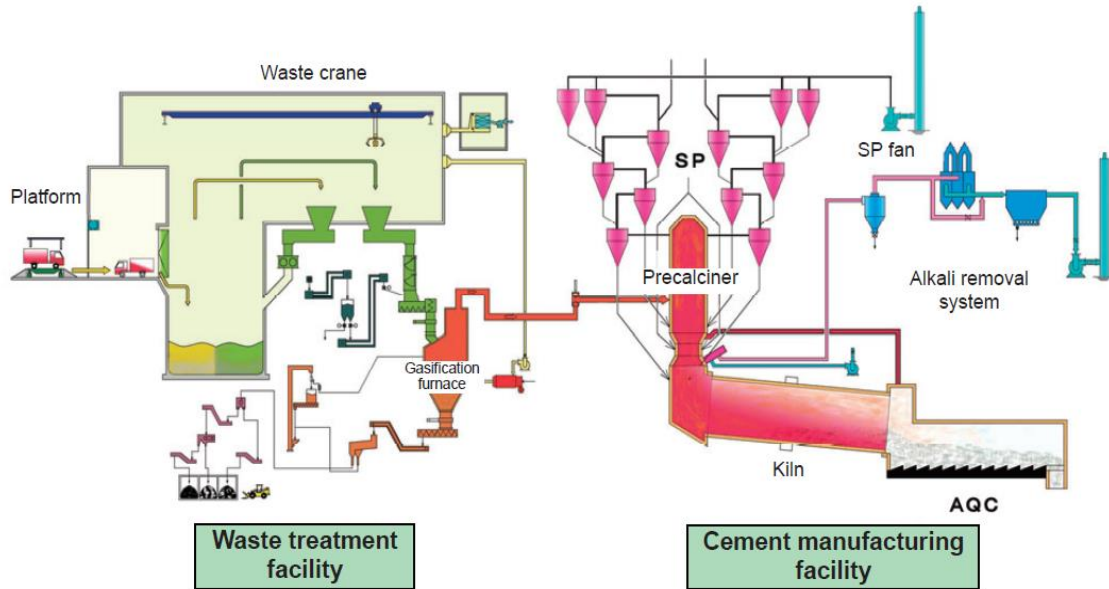 Waste crane
Platform
Gasification
furnace
Waste treatment
facility
SP
SP fan
Precalciner
Alkali removal
system
Kiln
AQC
Cement manufacturing
facility